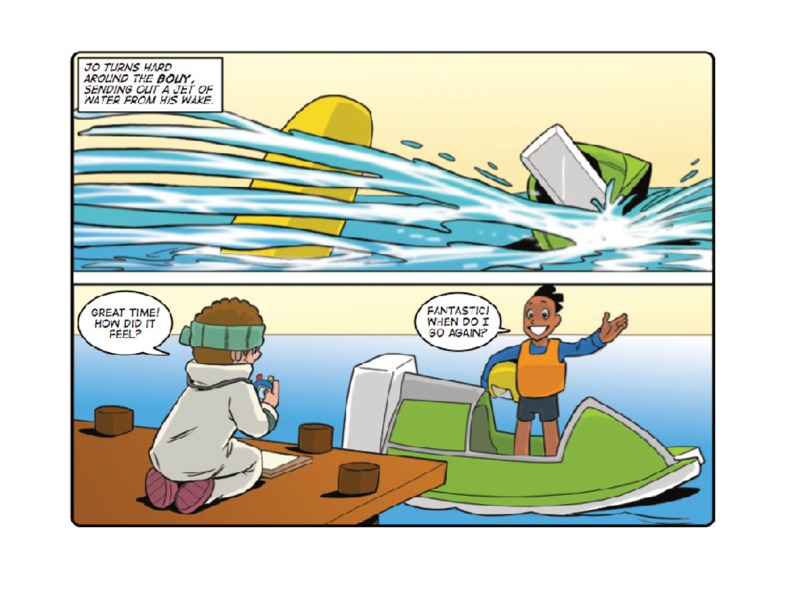 JO TURNS HARD
AROUND THE BOUY,
SENDING OUT A JET OF
WATER FROM HIS WAKE.
GREAT TIME!
HOW DID IT
FEEL?
FANTASTIC!
WHEN DO I
GO AGAIN?